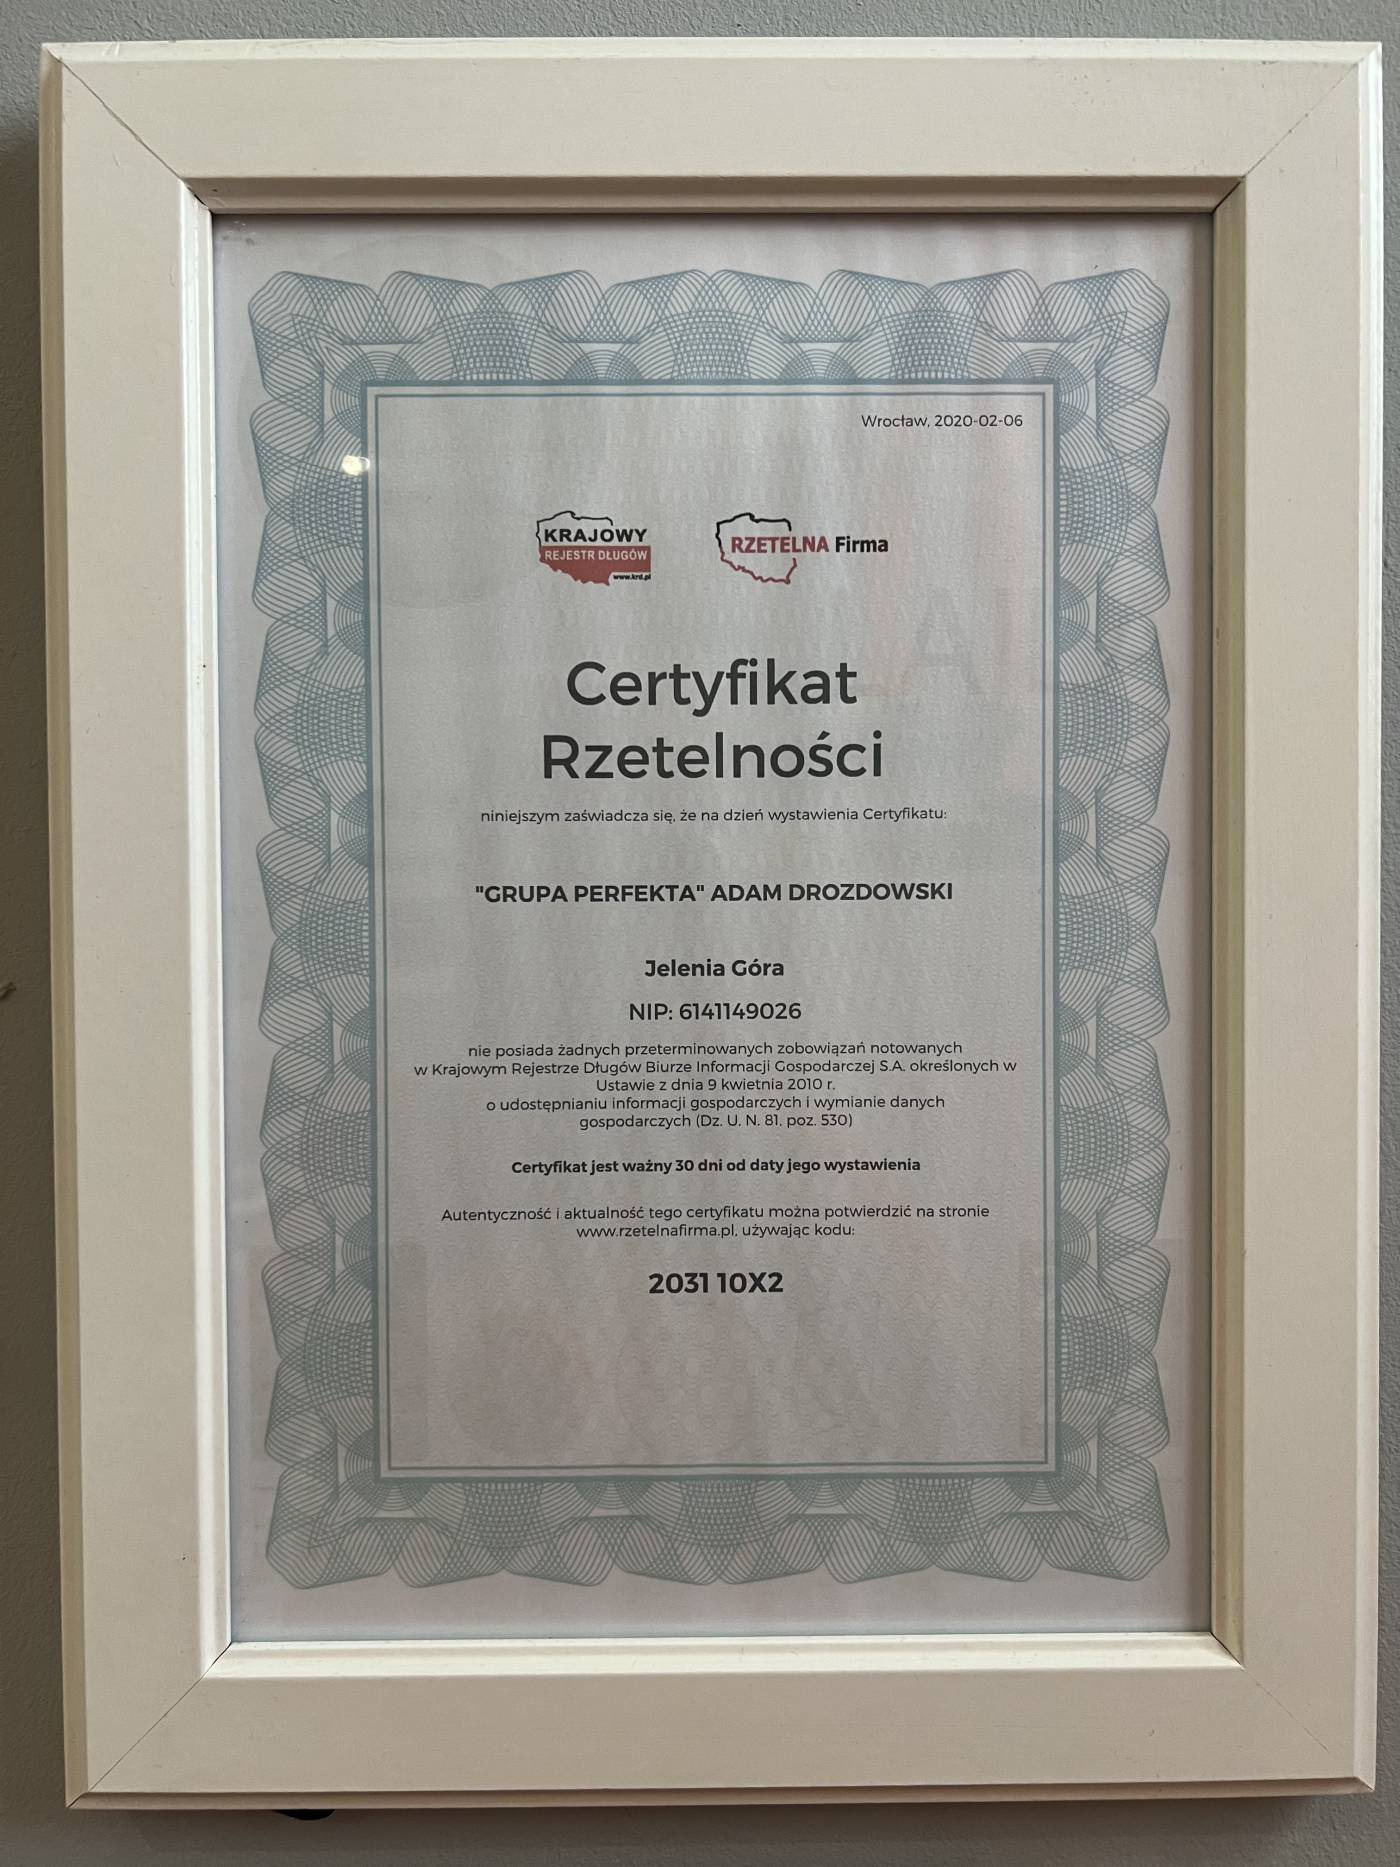 Wrocław, 2020-02-06
KRAJOWY
REJESTR DŁUGÓW
www.krd.pl
RZETELNA Firma
Certyfikat
Rzetelności
niniejszym zaświadcza się, że na dzień wystawienia Certyfikatu:
"GRUPA PERFEKTA" ADAM DROZDOWSKI
Jelenia Góra
NIP: 6141149026
nie posiada żadnych przeterminowanych zobowiązań notowanych
w Krajowym Rejestrze Długów Biurze Informacji Gospodarczej S.A. określonych w
Ustawie z dnia 9 kwietnia 2010 r.
o udostępnianiu informacji gospodarczych i wymianie danych
gospodarczych (Dz. U. N. 81, poz. 530)
Certyfikat jest ważny 30 dni od daty jego wystawienia
Autentyczność i aktualność tego certyfikatu można potwierdzić na stronie
www.rzetelnafirma.pl, używając kodu:
2031 10X2